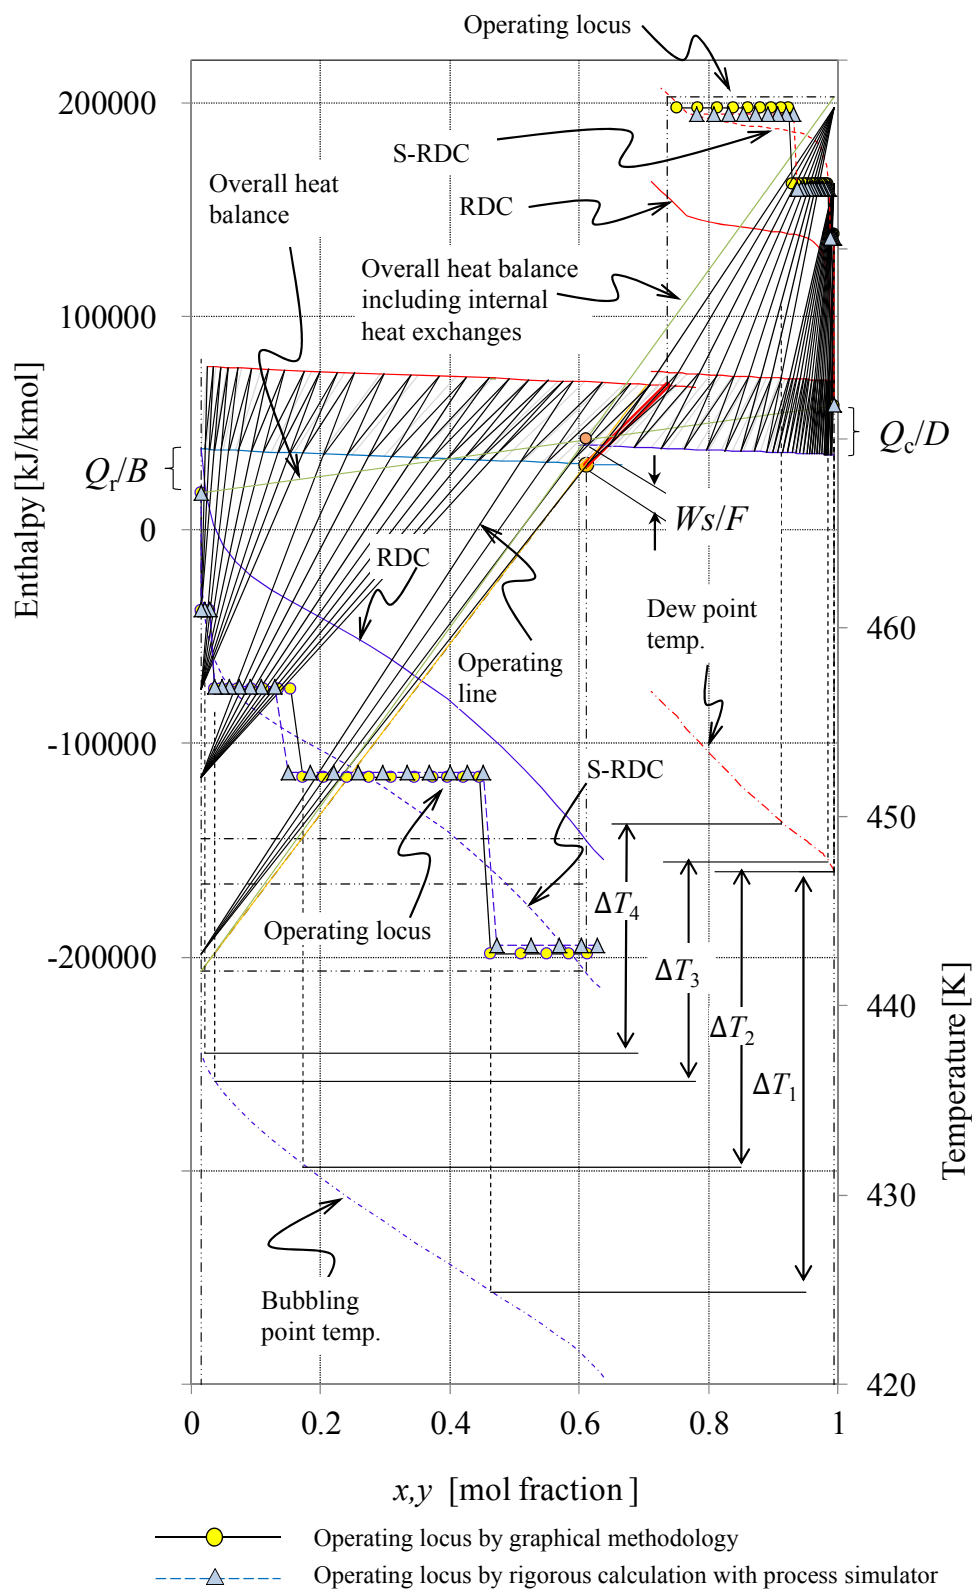 Operating locus
200000
S-RDC
Overall heat
balance
RDC
Overall heat balance
including internal
heat exchanges
100000
Enthalpy [kJ/kmol]
Qr/B
Qc/D
0
Ws/F
RDC
Dew point
temp.
460
Operating
line
-100000
S-RDC
450
ΔT4
Operating locus
-200000
ΔT3
440
ΔT2
ΔT1
Temperature [K]
430
Bubbling
point temp.
420
0 0.2 0.4 0.6 0.8 1
x,y [mol fraction]
Operating locus by graphical methodology
Operating locus by rigorous calculation with process simulator